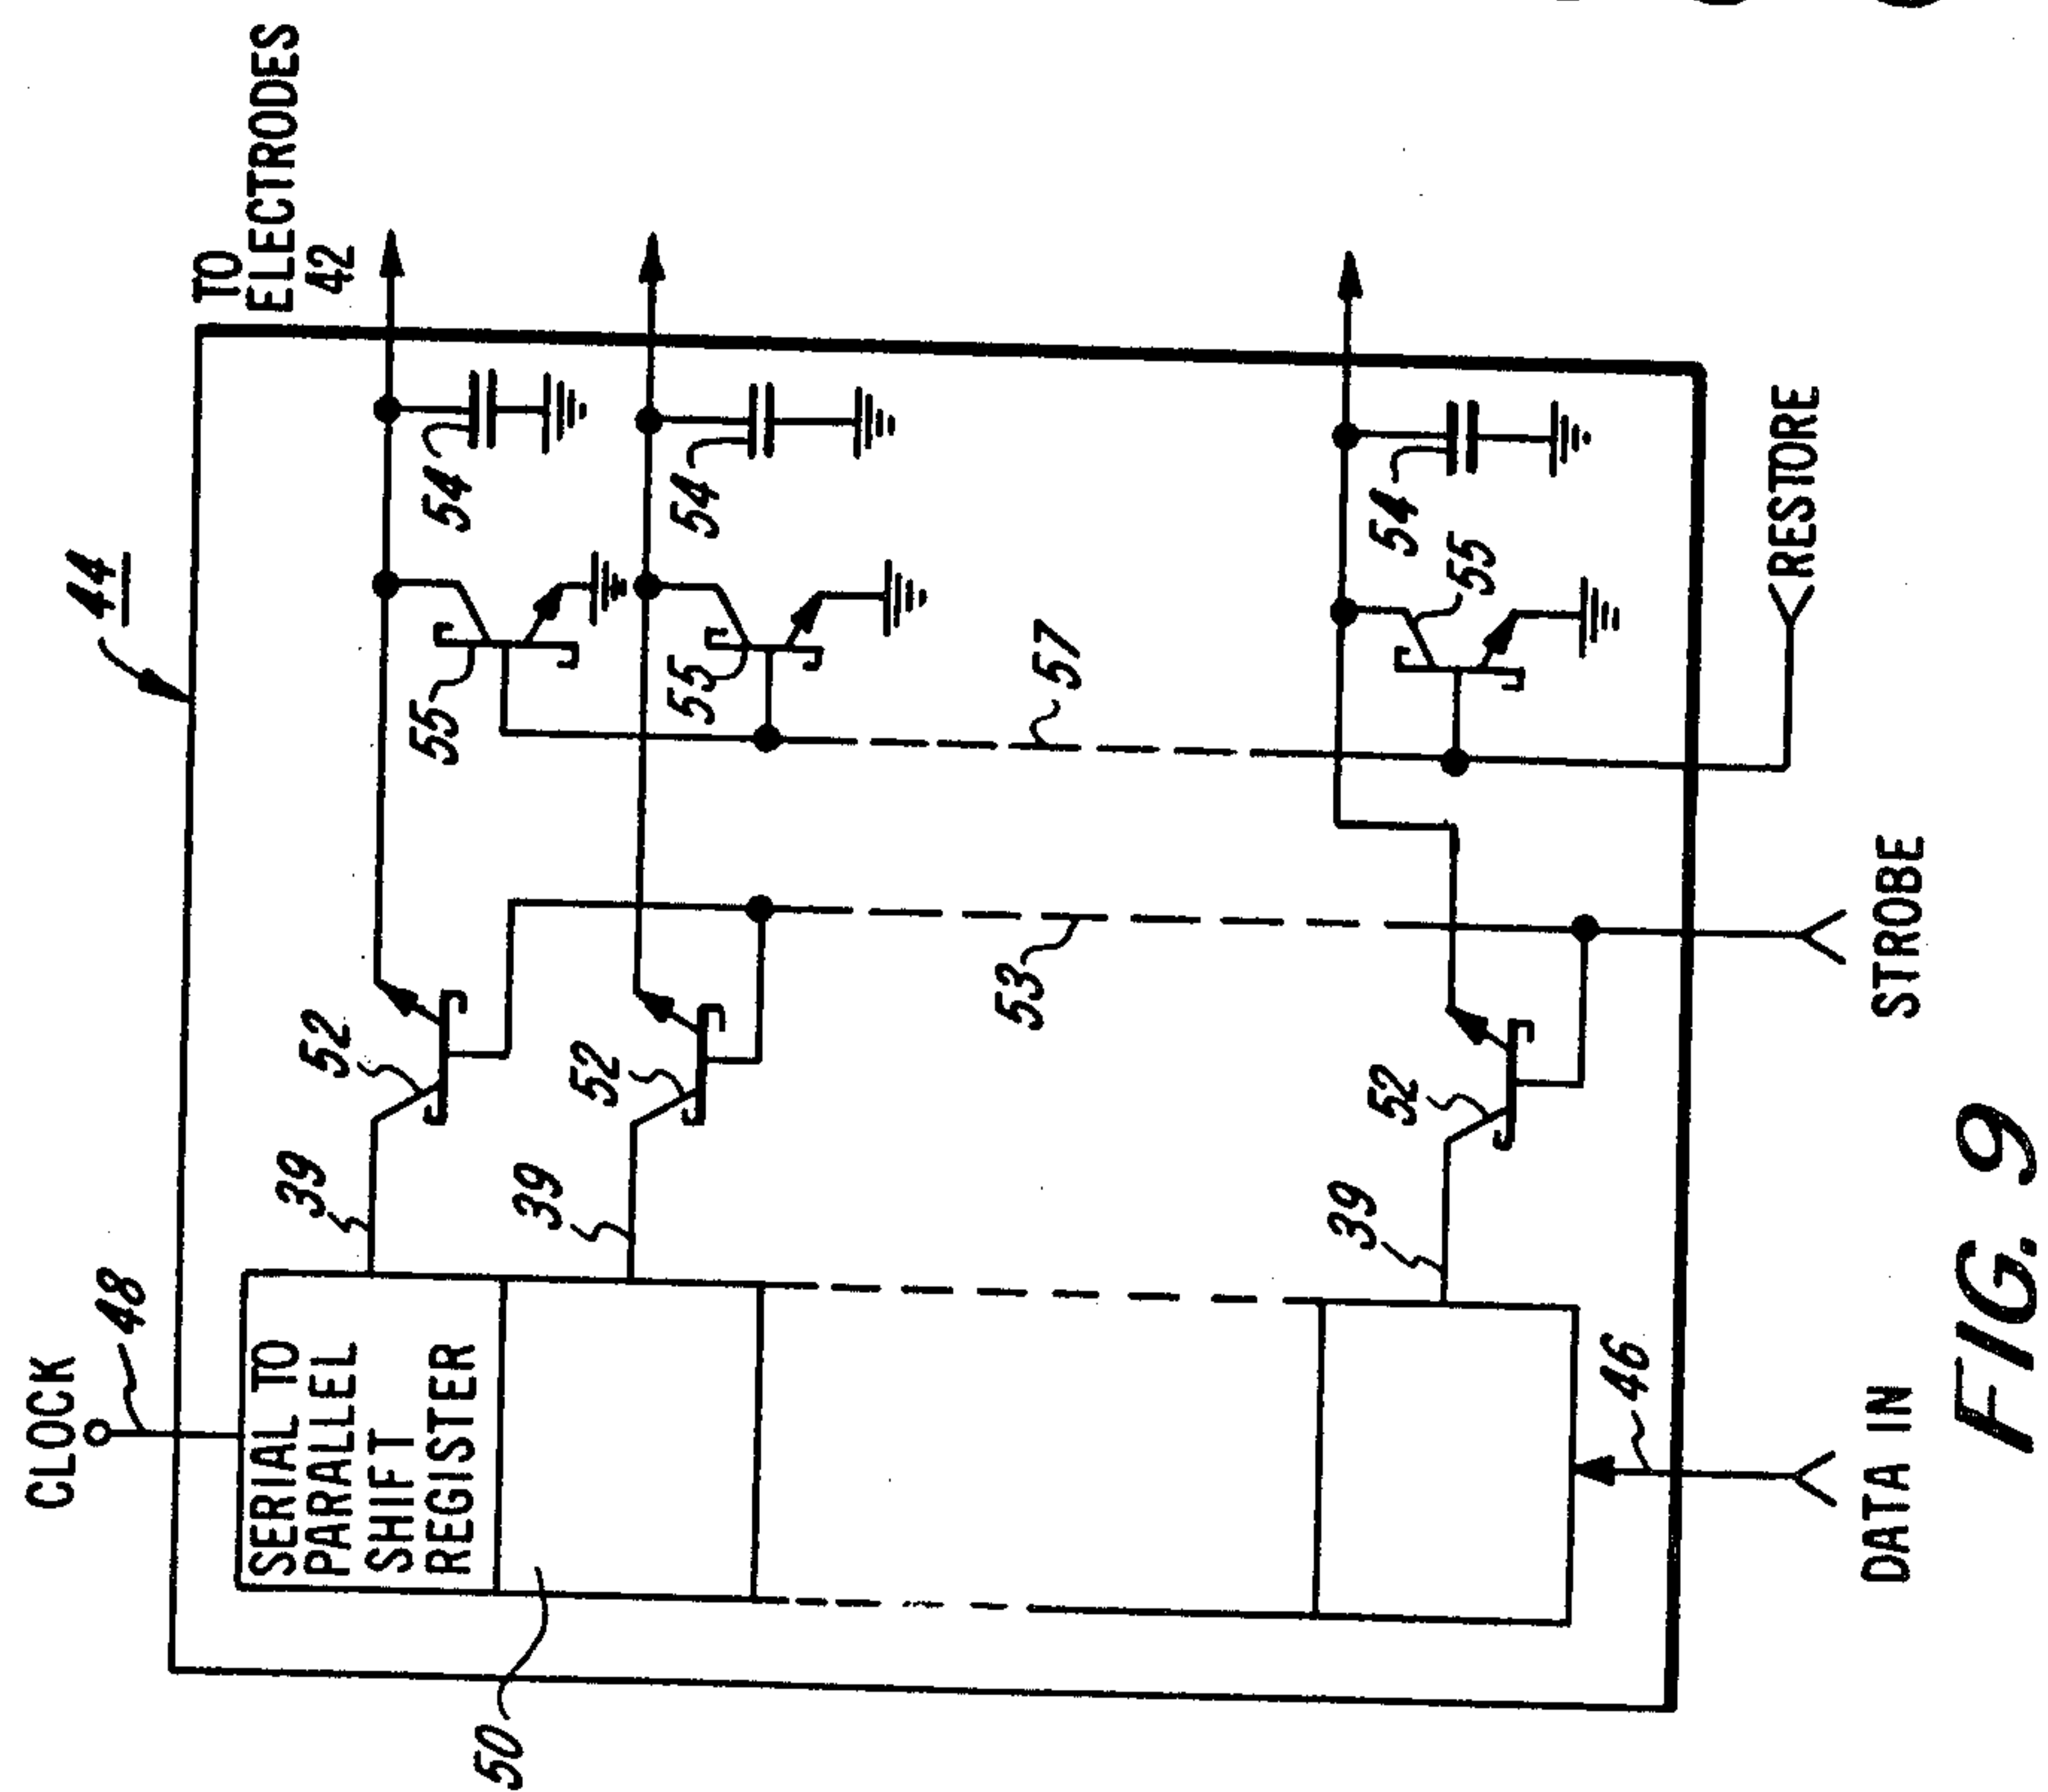 CLOCK
48
44
TO
ELECTRODES
42
SERIAL TO
PARALLEL
SHIFT
REGISTER
39
52
55
54
50
39
52
55
54
53
57
39
52
54
55
46
RESTORE
DATA IN
STROBE
FIG. 9